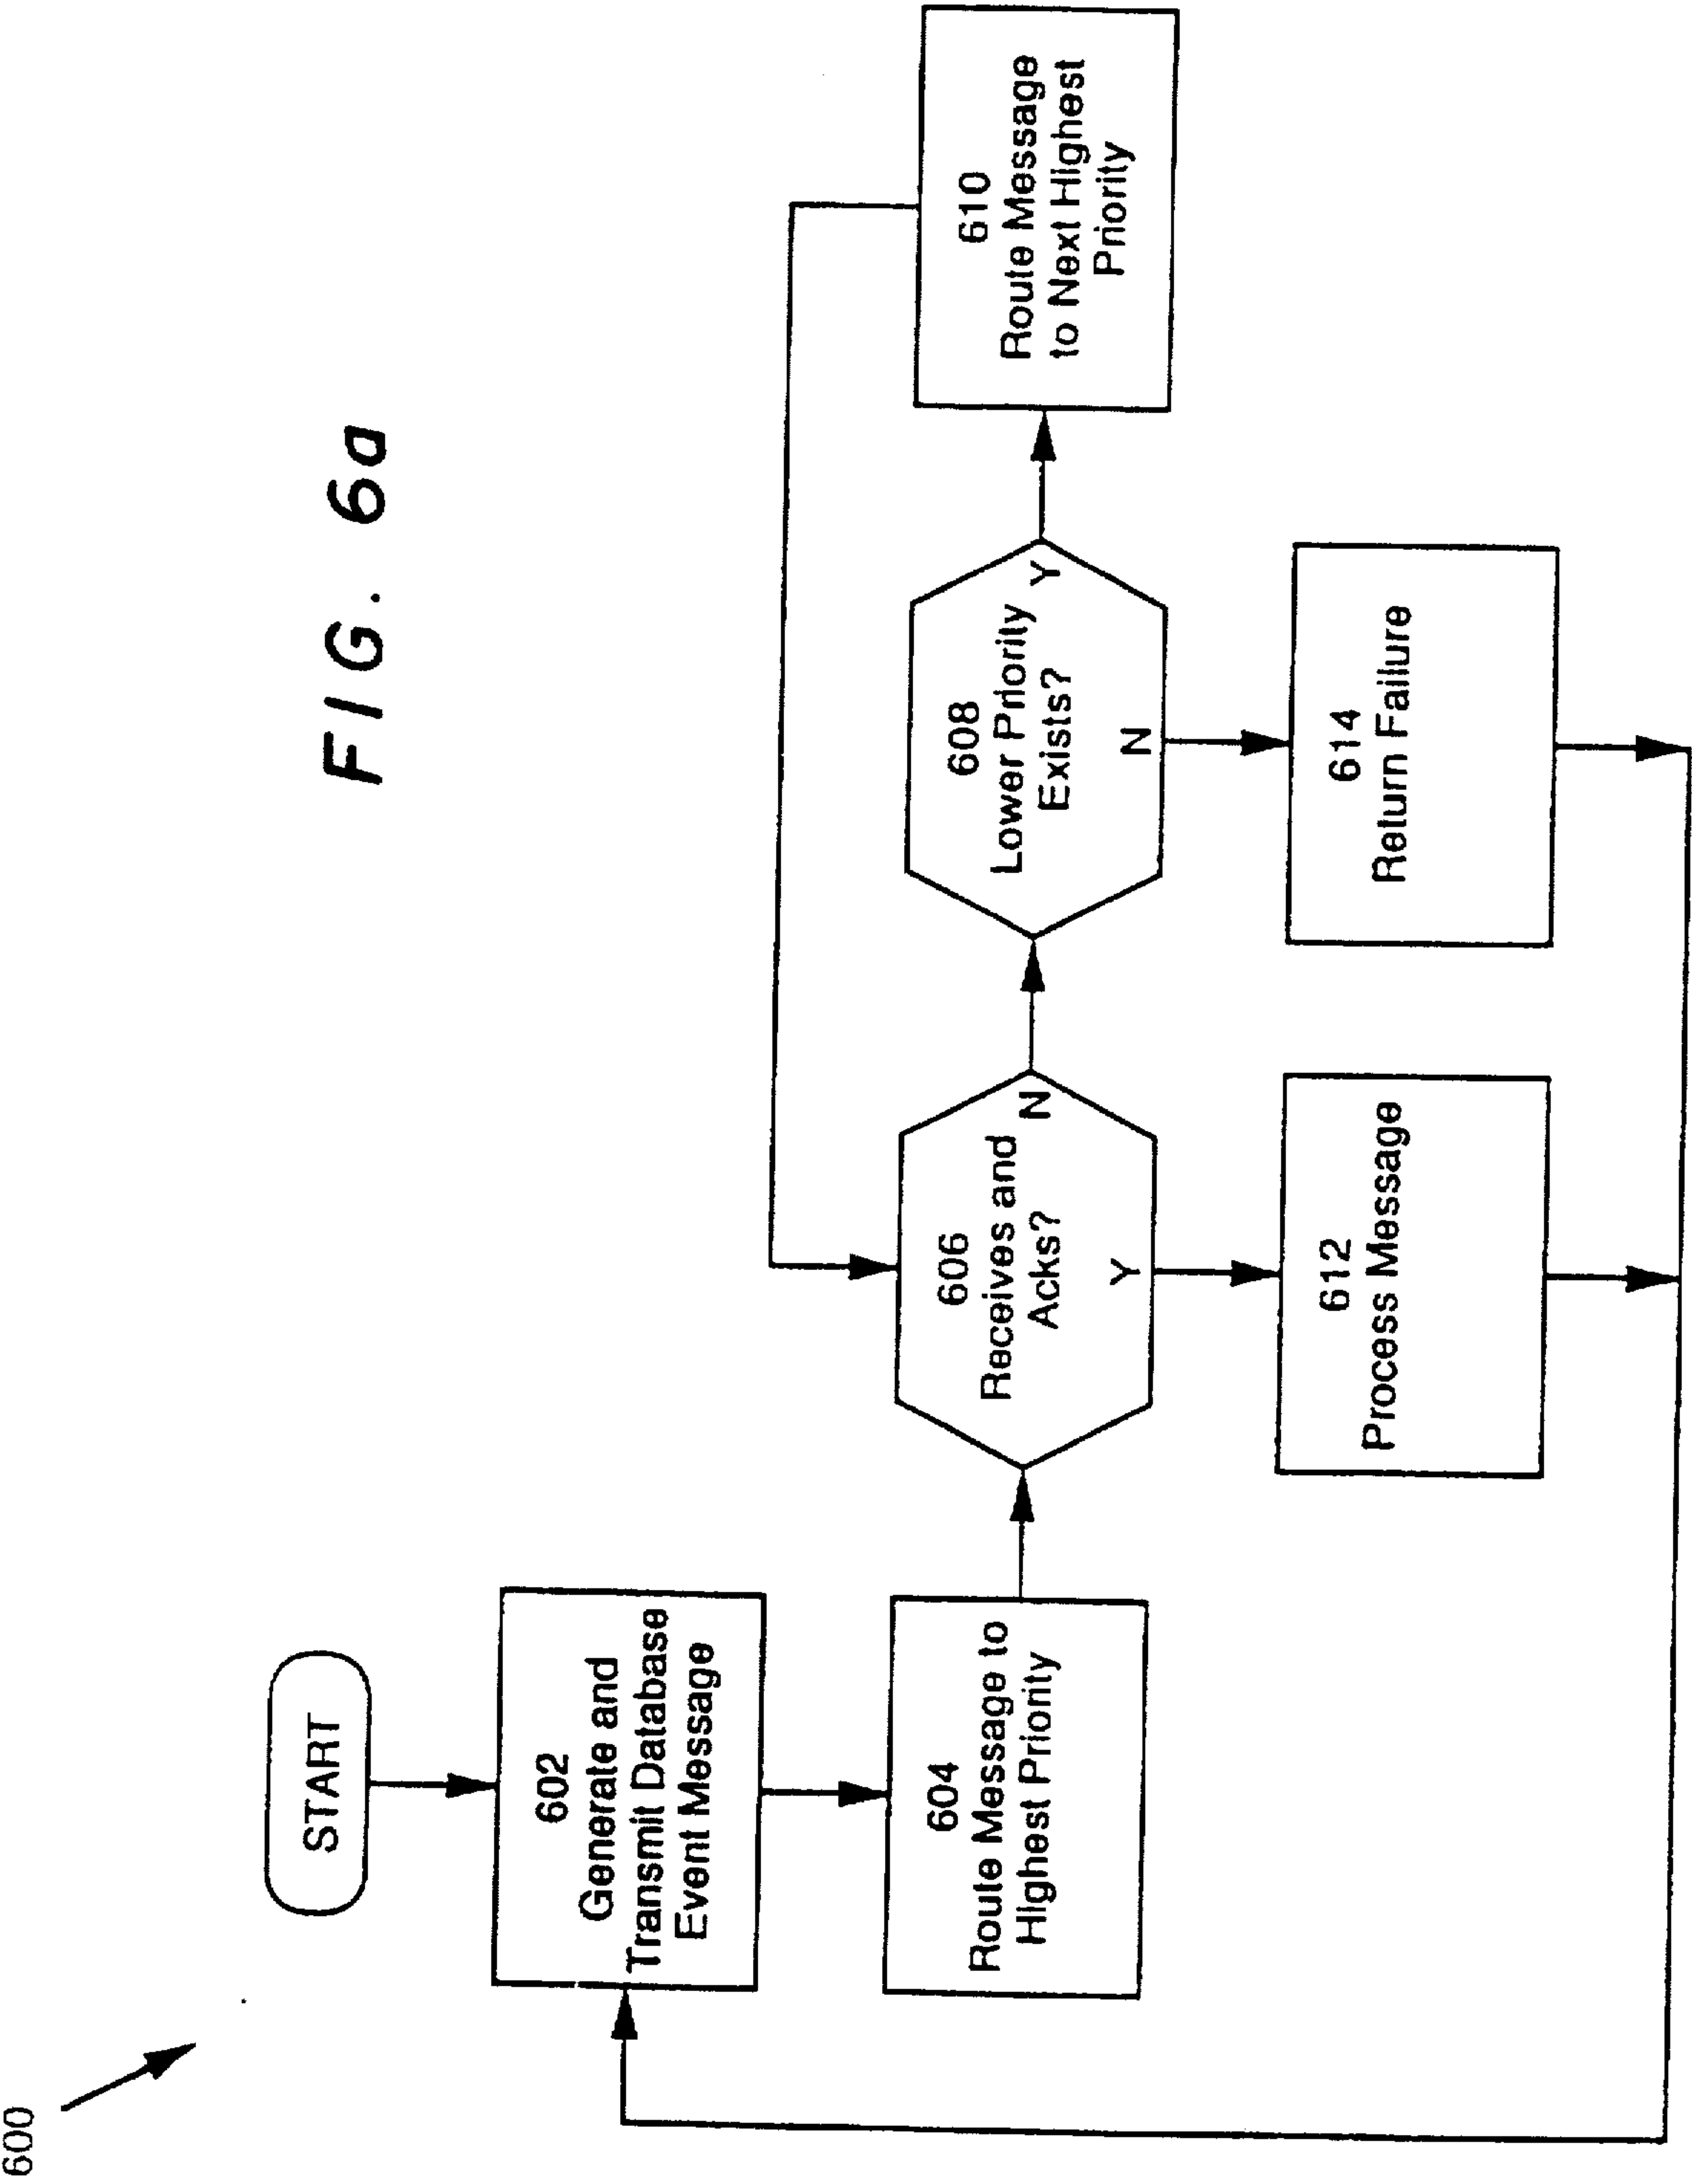 600
FIG. 6a
START
602
Generate and
Transmit Database
Event Message
604
Route Message to
Highest Priority
606
Receives and
Acks?
N
Y
608
Lower Priority
Exists?
Y
N
610
Route Message
to Next Highest
Priority
612
Process Message
614
Return Failure